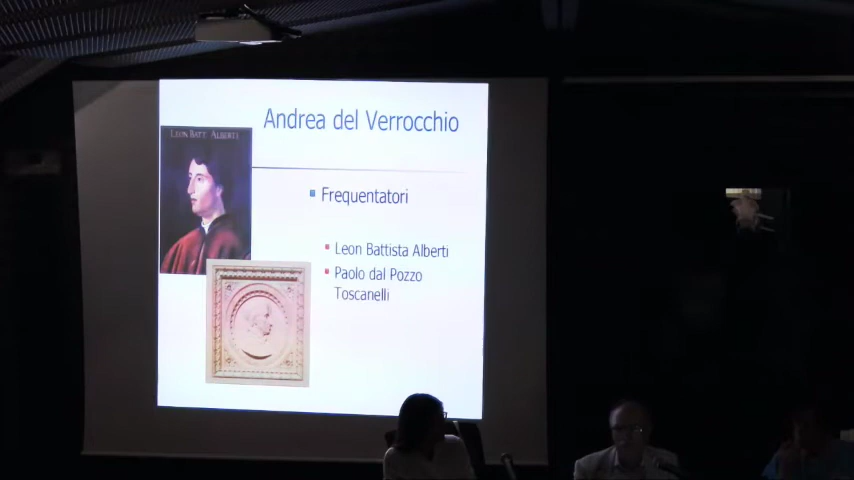 Andrea del Verrocchio
LEON BATT ALBERTI
Frequentatori
Leon Battista Alberti
Paolo dal Pozzo
Toscanelli